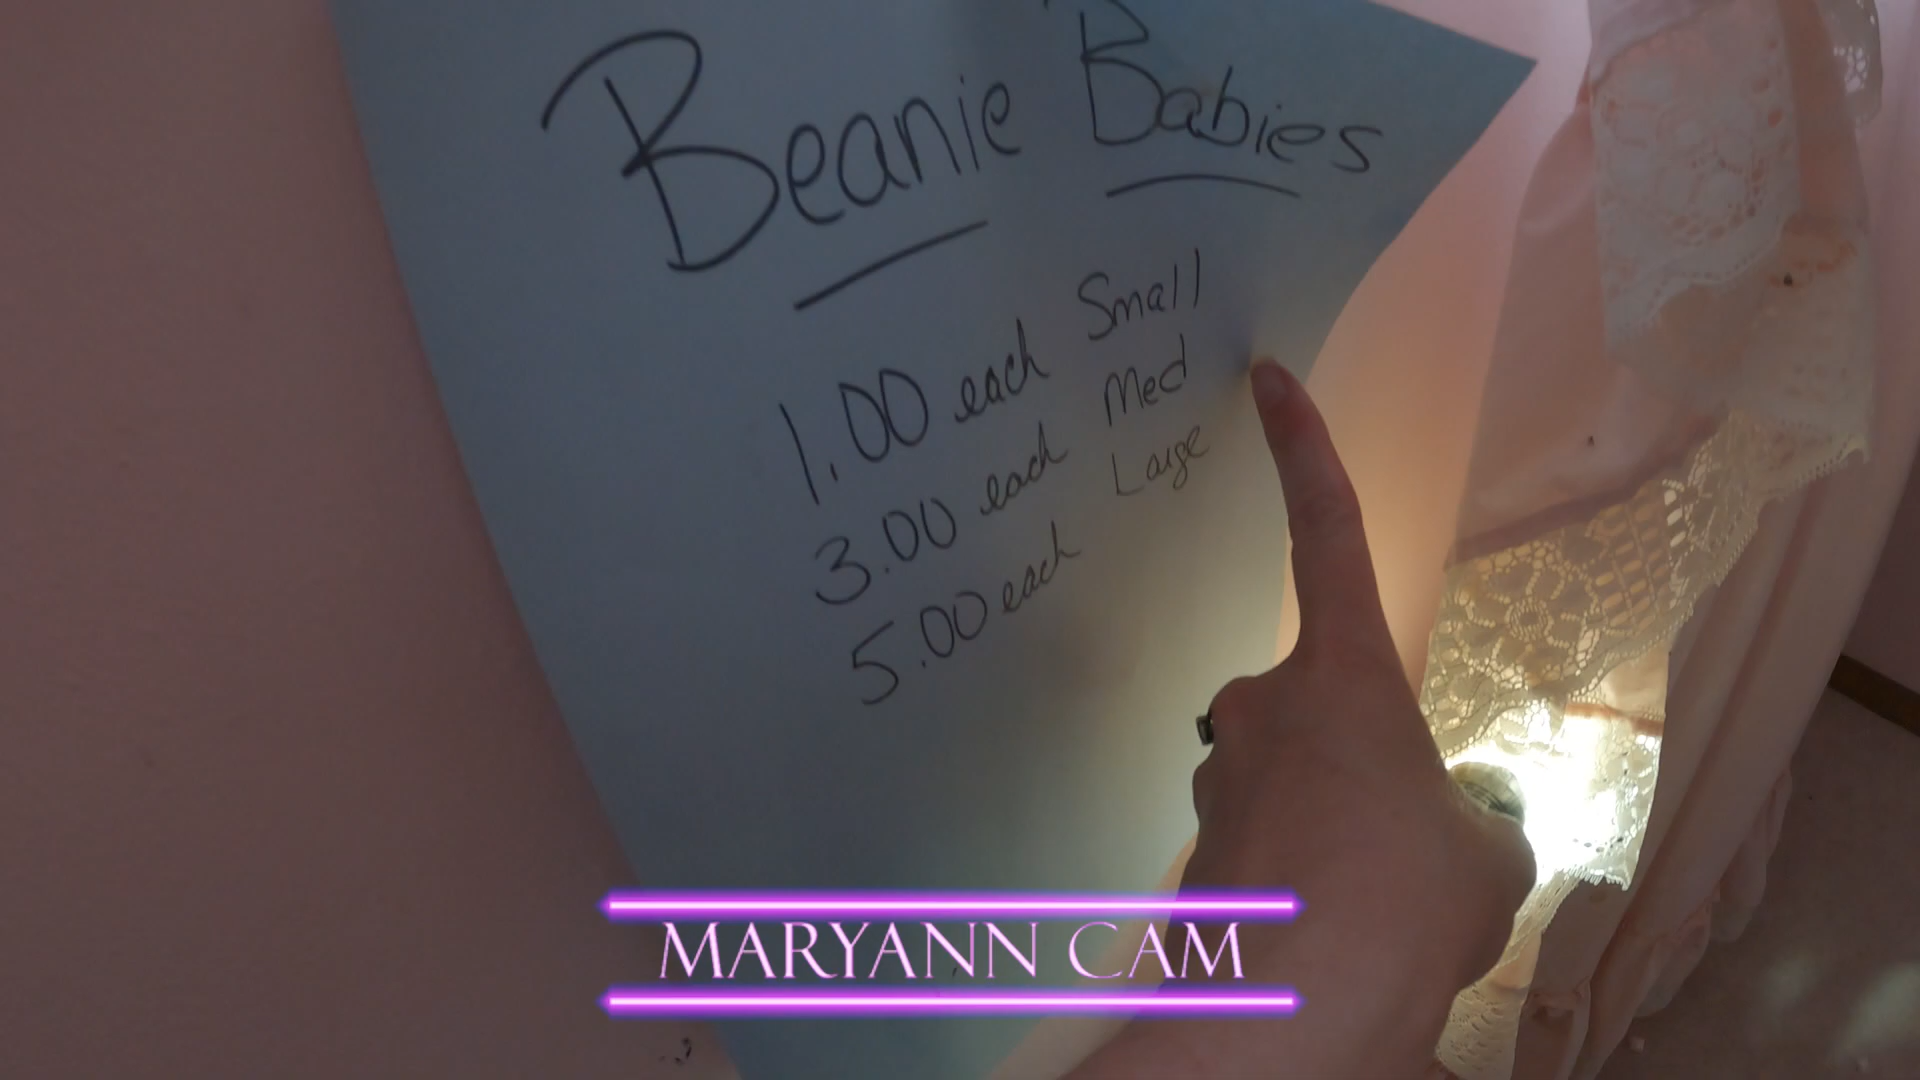 Beanie Babies
1.00 each Small
3.00 each Med
5.00 each Large
MARYANN CAM